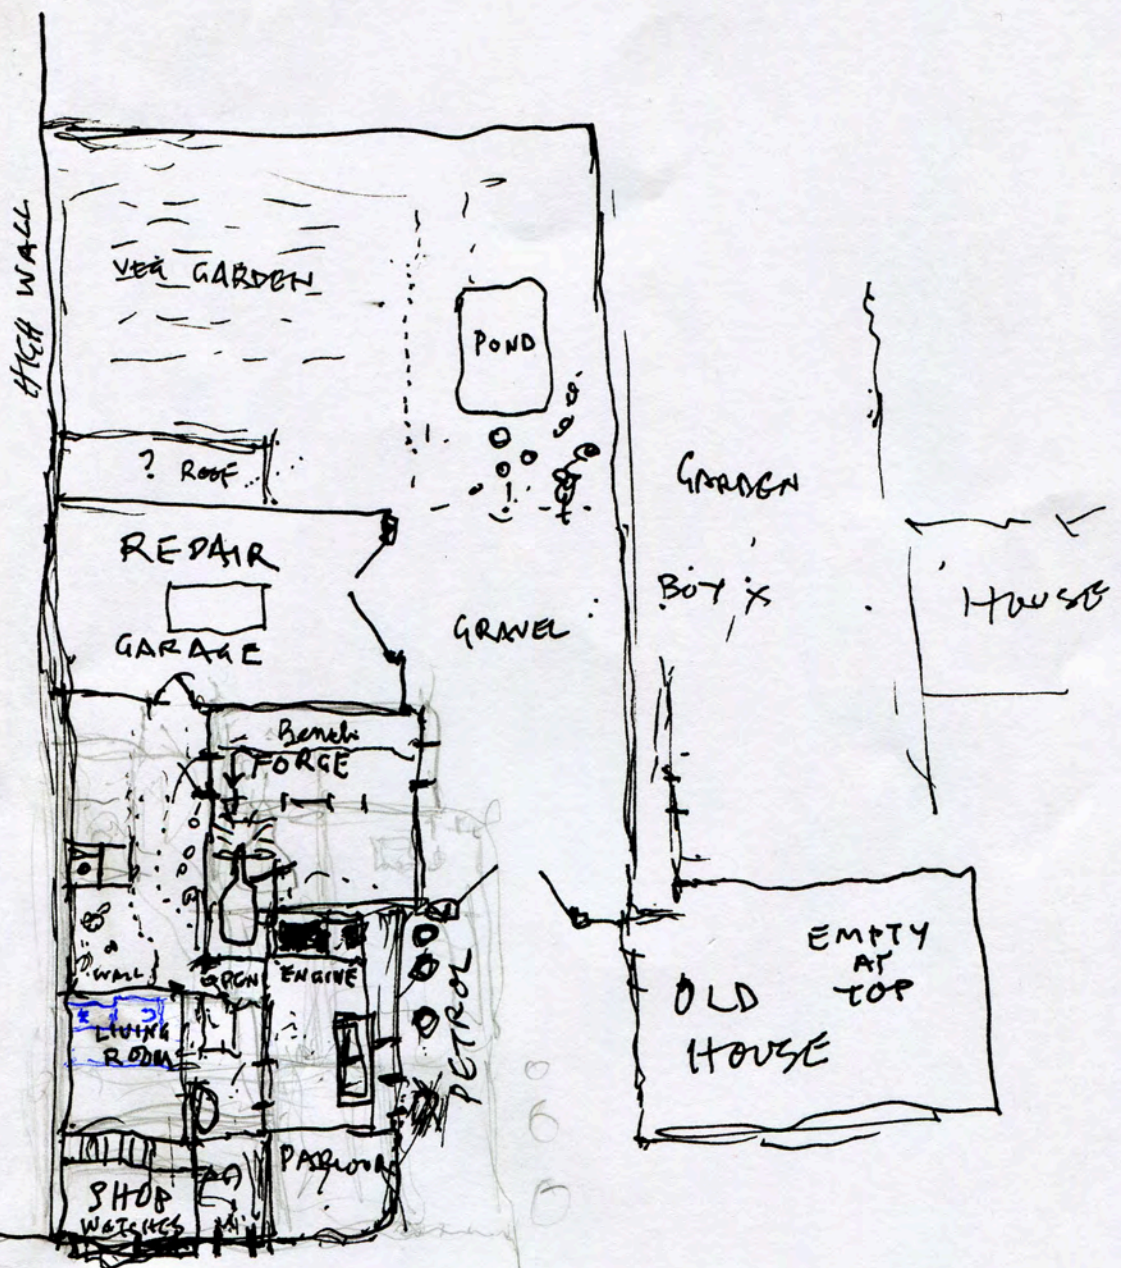 HIGH WALL
VEG GARDEN
POND
? ROOF
GARDEN
REPAIR
GARAGE
GRAVEL
BOY X
HOUSE
Bench
FORGE
WALL
ENGINE
PETROL
EMPTY
AT
TOP
OLD
HOUSE
LIVING
ROOM
PARLOUR
SHOP
WATCHES